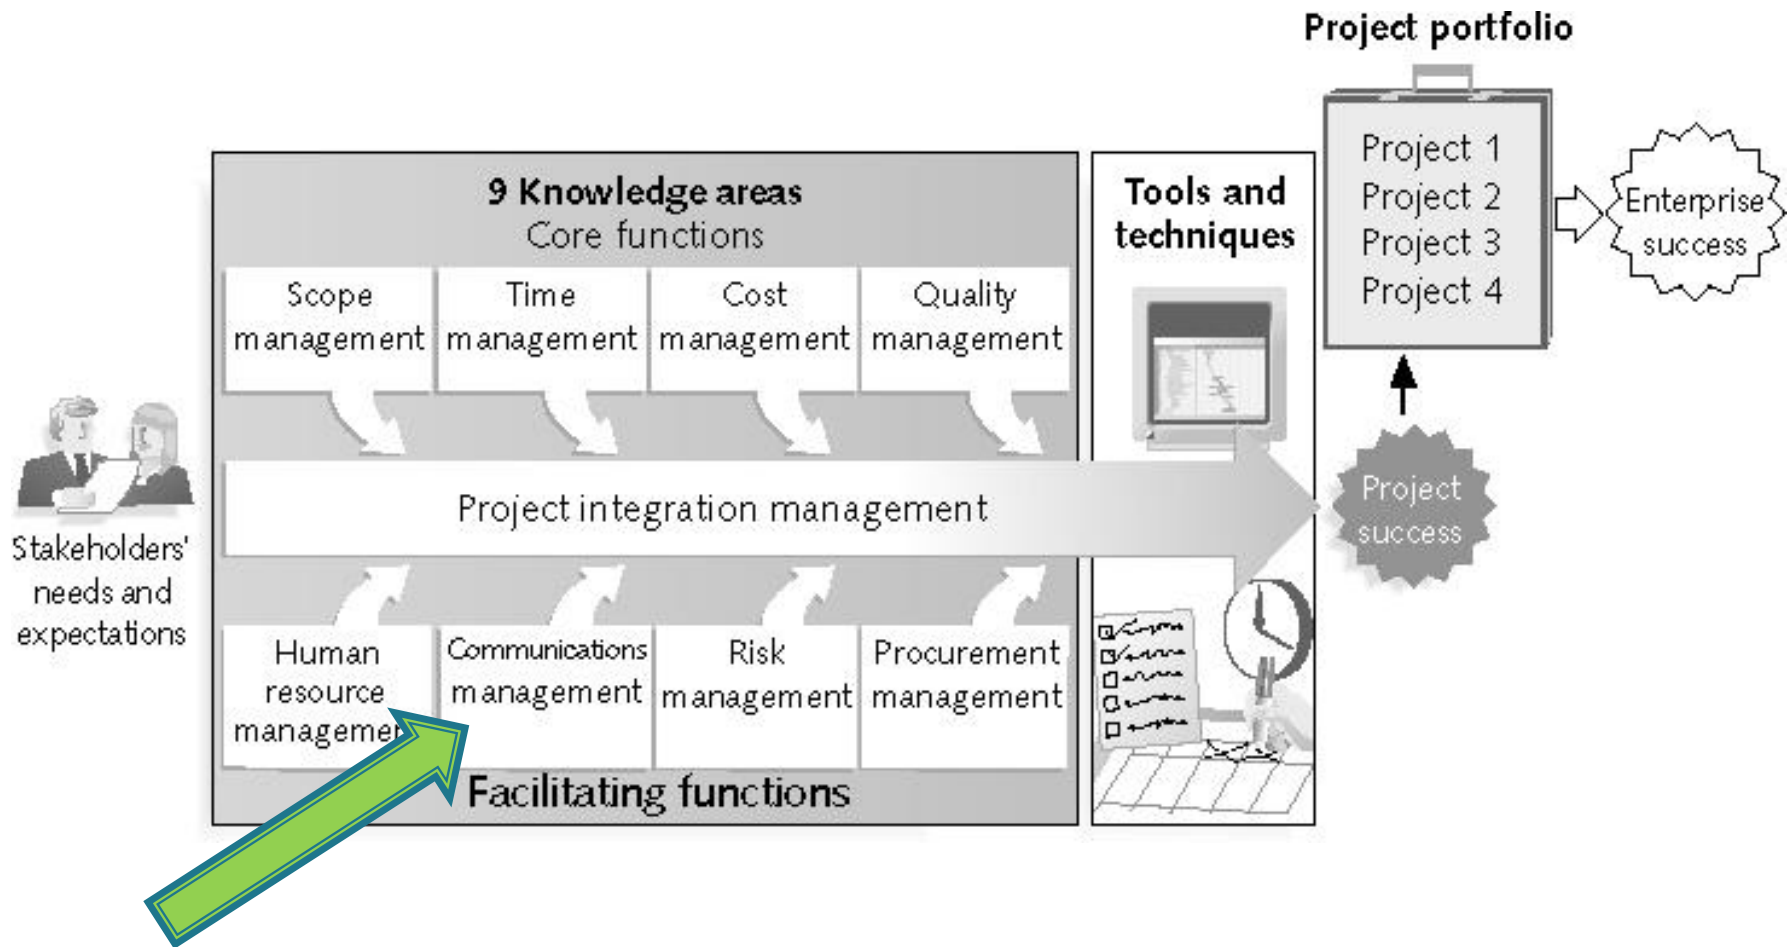 Project portfolio
Project 1
Project 2
Project 3
Project 4
Enterprise
success
9 Knowledge areas
Core functions
Tools and
techniques
Scope
management
Time
management
Cost
management
Quality
management
Project integration management
Project
success
Stakeholders'
needs and
expectations
Human
resource
management
Communications
management
Risk
management
Procurement
management
Facilitating functions